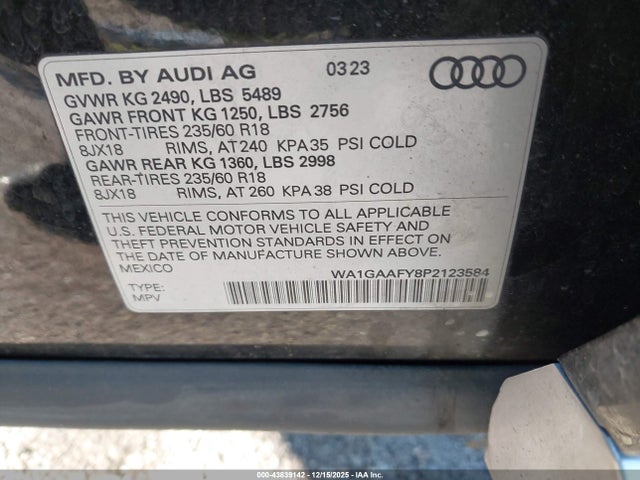 MFD. BY AUDI AG 03 23
GVWR KG 2490, LBS 5489
GAWR FRONT KG 1250, LBS 2756
FRONT-TIRES 235/60 R18
8JX18 RIMS, AT 240 KPA 35 PSI COLD
GAWR REAR KG 1360, LBS 2998
REAR-TIRES 235/60 R18
8JX18 RIMS, AT 260 KPA 38 PSI COLD
THIS VEHICLE CONFORMS TO ALL APPLICABLE
U.S. FEDERAL MOTOR VEHICLE SAFETY AND
THEFT PREVENTION STANDARDS IN EFFECT ON
THE DATE OF MANUFACTURE SHOWN ABOVE.
MEXICO
WA1GAAFY8P2123584
TYPE:
MPV
000-43839142 - 12/15/2025 - IAA Inc.